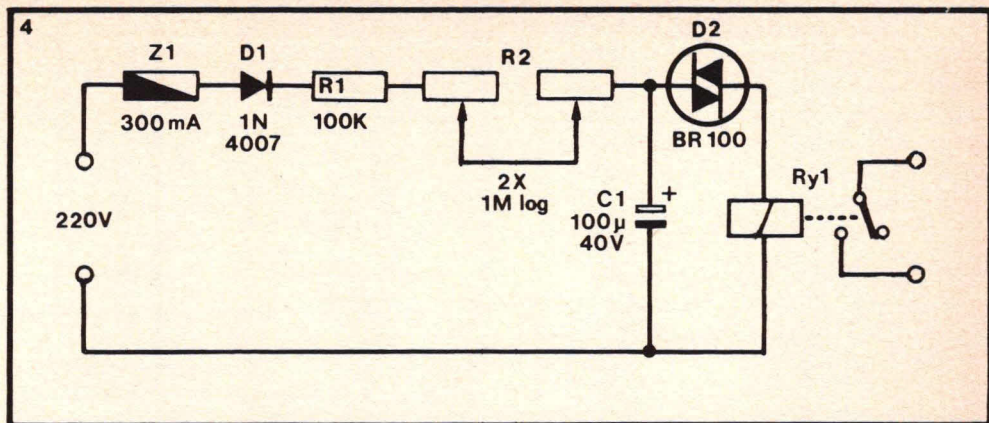 4
Z1
300 mA
D1
1N
4007
R1
100K
R2
2X
1M log
D2
BR 100
C1
+
100µ
40V
Ry1
220V